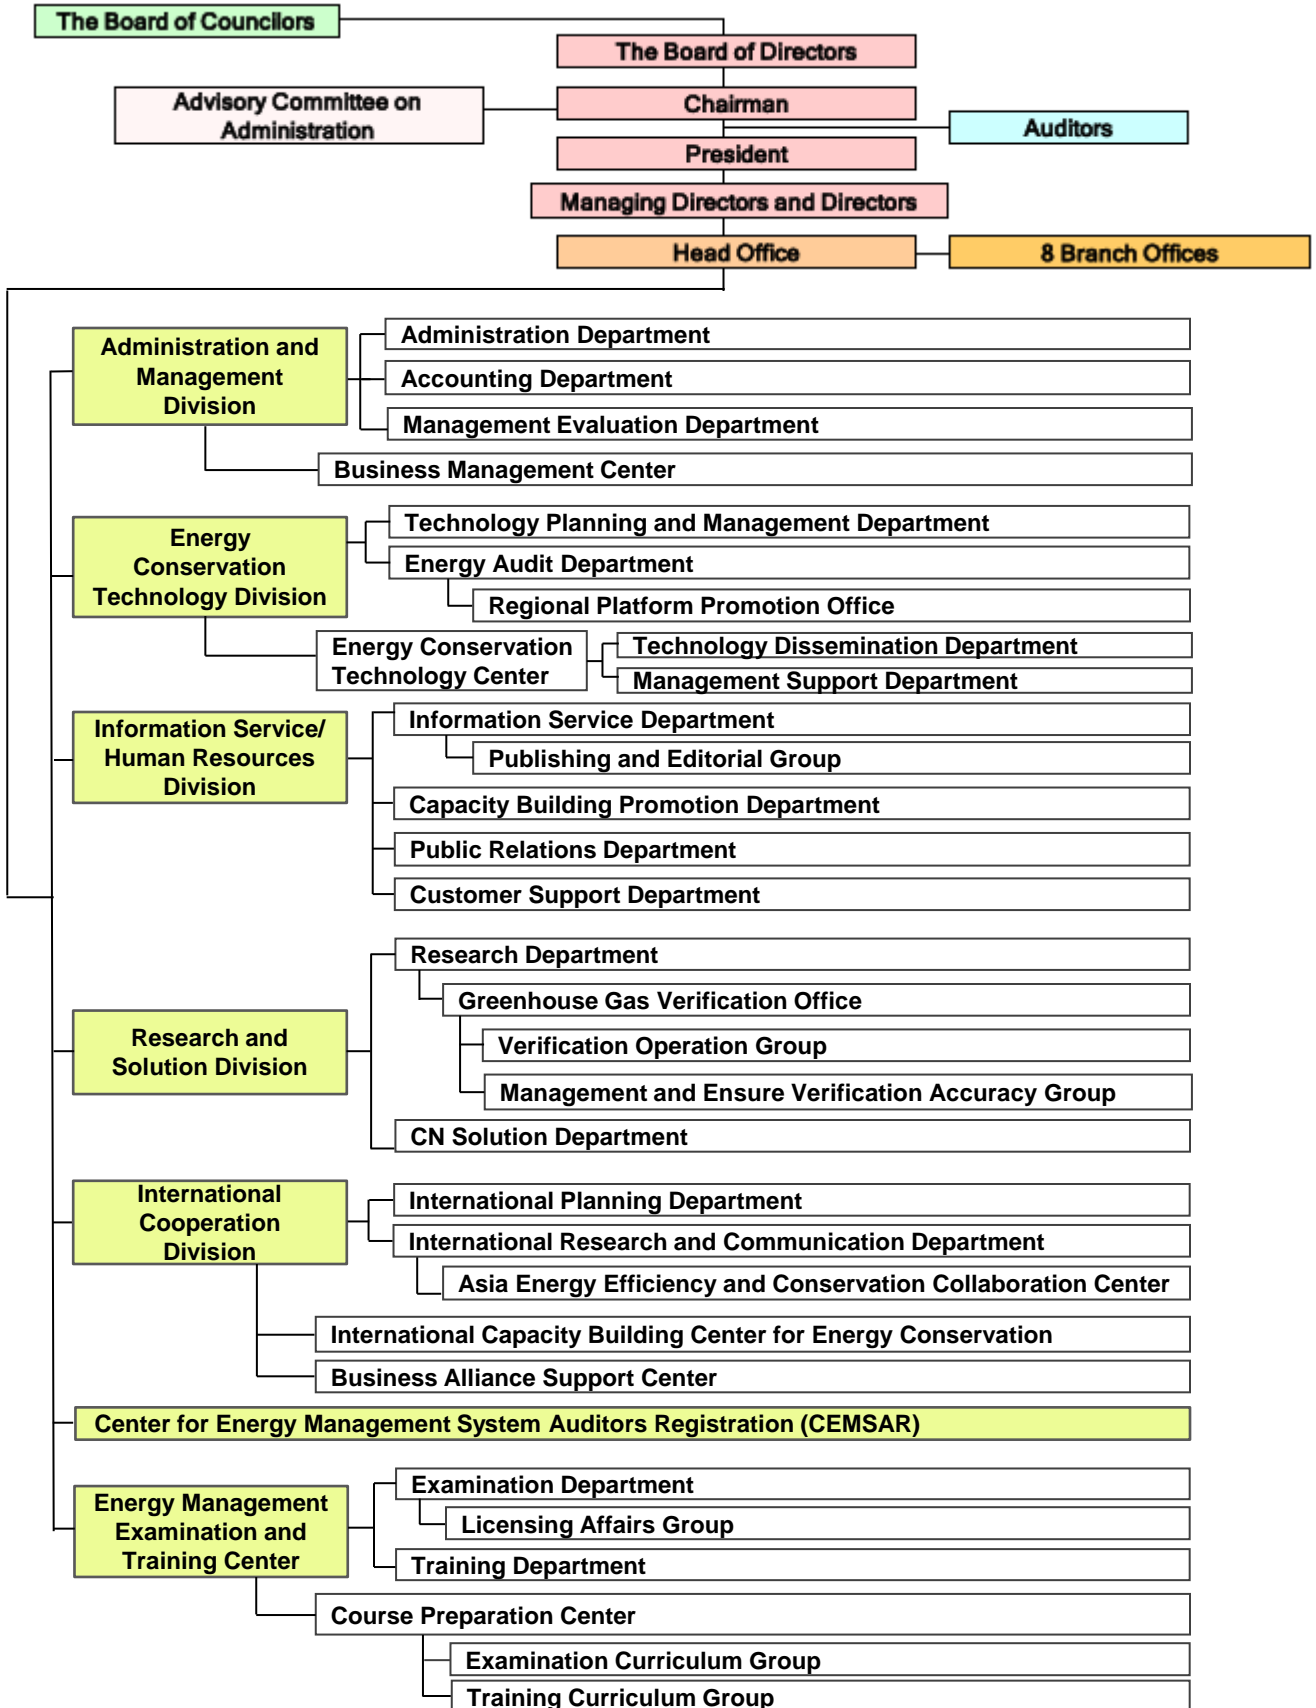 The Board of Councilors
The Board of Directors
Advisory Committee on
Administration
Chairman
Auditors
President
Managing Directors and Directors
Head Office
8 Branch Offices
Administration and
Management
Division
Administration Department
Accounting Department
Management Evaluation Department
Business Management Center
Energy
Conservation
Technology Division
Technology Planning and Management Department
Energy Audit Department
Regional Platform Promotion Office
Energy Conservation
Technology Center
Technology Dissemination Department
Management Support Department
Information Service/
Human Resources
Division
Information Service Department
Publishing and Editorial Group
Capacity Building Promotion Department
Public Relations Department
Customer Support Department
Research and
Solution Division
Research Department
Greenhouse Gas Verification Office
Verification Operation Group
Management and Ensure Verification Accuracy Group
CN Solution Department
International
Cooperation
Division
International Planning Department
International Research and Communication Department
Asia Energy Efficiency and Conservation Collaboration Center
International Capacity Building Center for Energy Conservation
Business Alliance Support Center
Center for Energy Management System Auditors Registration (CEMSAR)
Energy Management
Examination and
Training Center
Examination Department
Licensing Affairs Group
Training Department
Course Preparation Center
Examination Curriculum Group
Training Curriculum Group